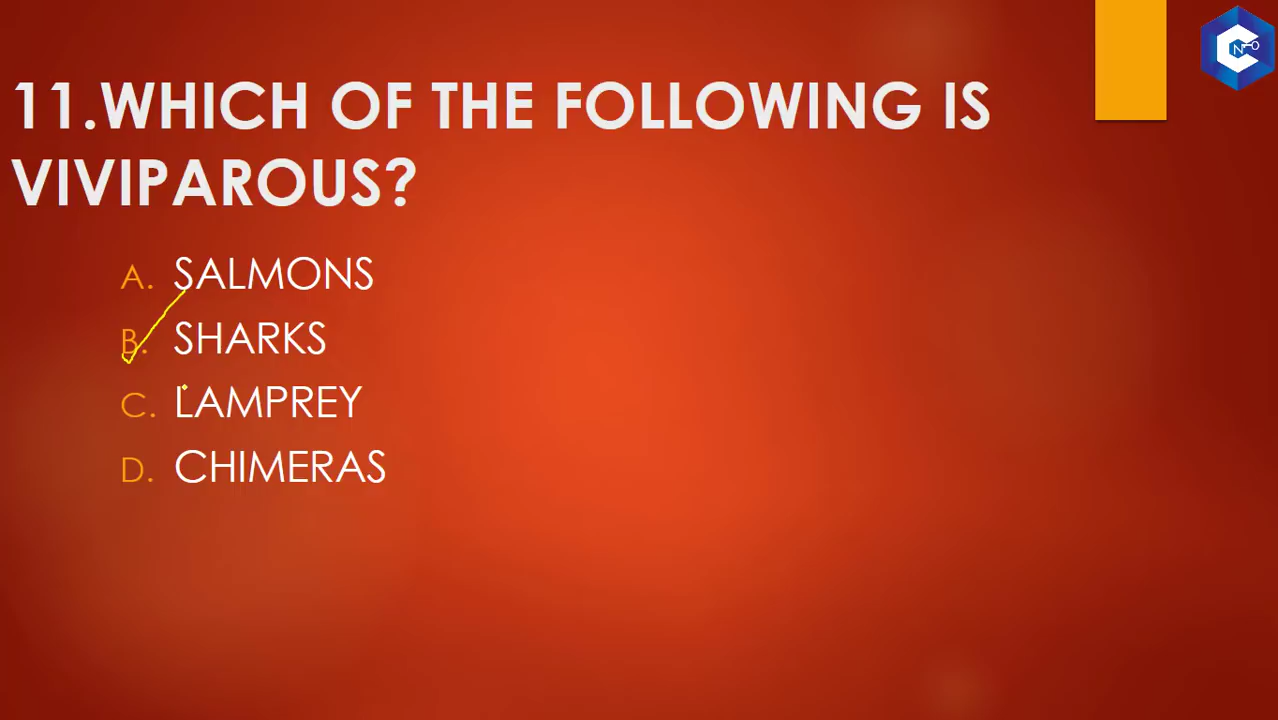 11.WHICH OF THE FOLLOWING IS
VIVIPAROUS?
A. SALMONS
B. SHARKS
C. LAMPREY
D. CHIMERAS
C
N